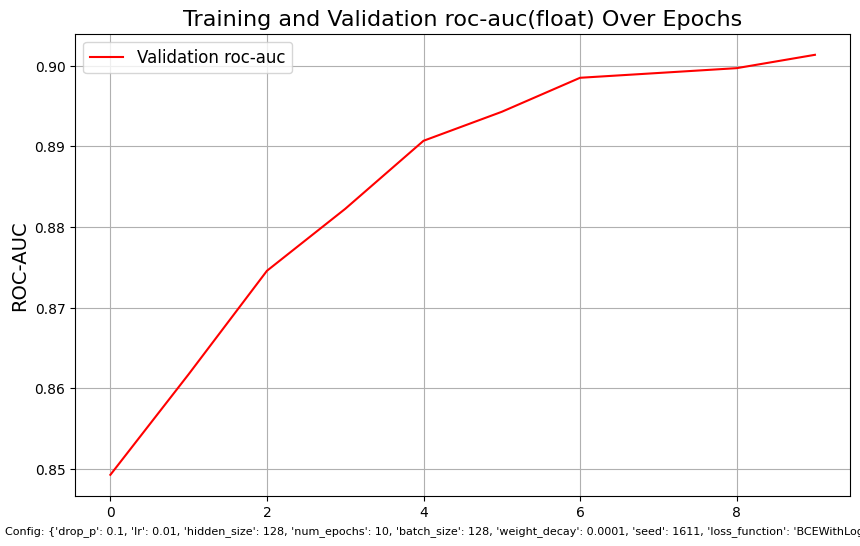 Training and Validation roc-auc(float) Over Epochs
Validation roc-auc
ROC-AUC
0.90
0.89
0.88
0.87
0.86
0.85
0 2 4 6 8
Config: {'drop_p': 0.1, 'lr': 0.01, 'hidden_size': 128, 'num_epochs': 10, 'batch_size': 128, 'weight_decay': 0.0001, 'seed': 1611, 'loss_function': 'BCEWithLog